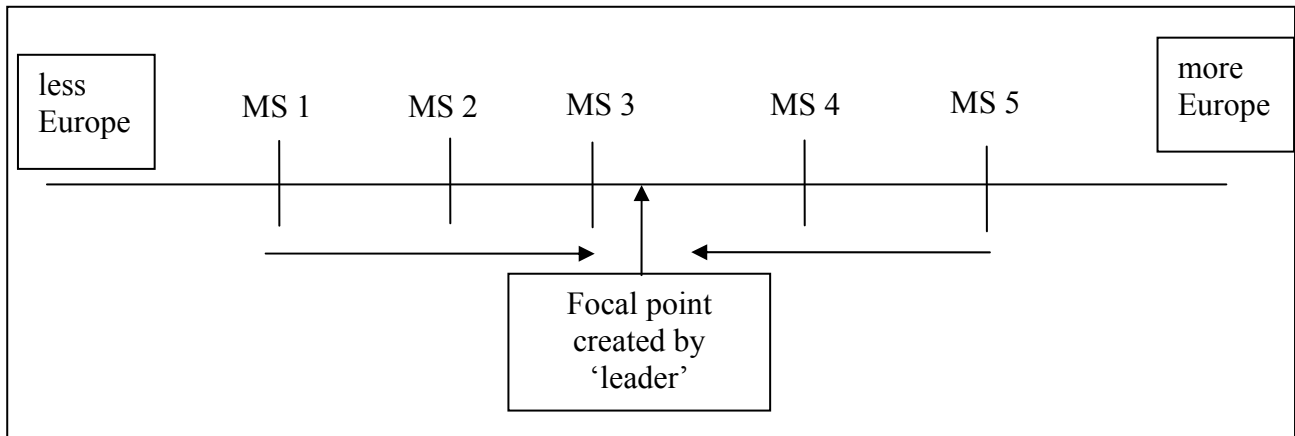 less
Europe
MS 1
MS 2
MS 3
MS 4
MS 5
more
Europe
Focal point
created by
‘leader’